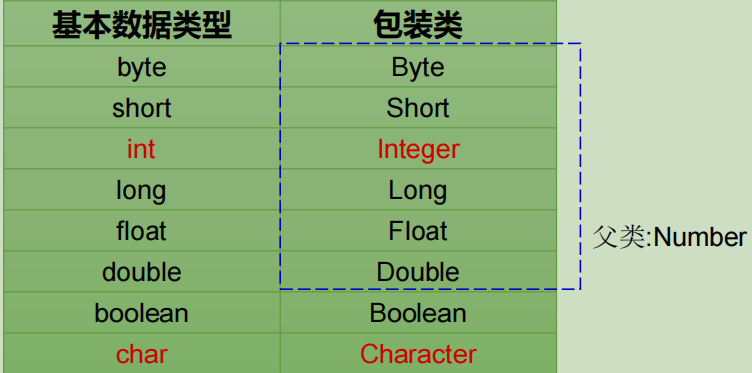 基本数据类型 包装类
byte Byte
short Short
int Integer
long Long
float Float
父类:Number
double Double
boolean Boolean
char Character